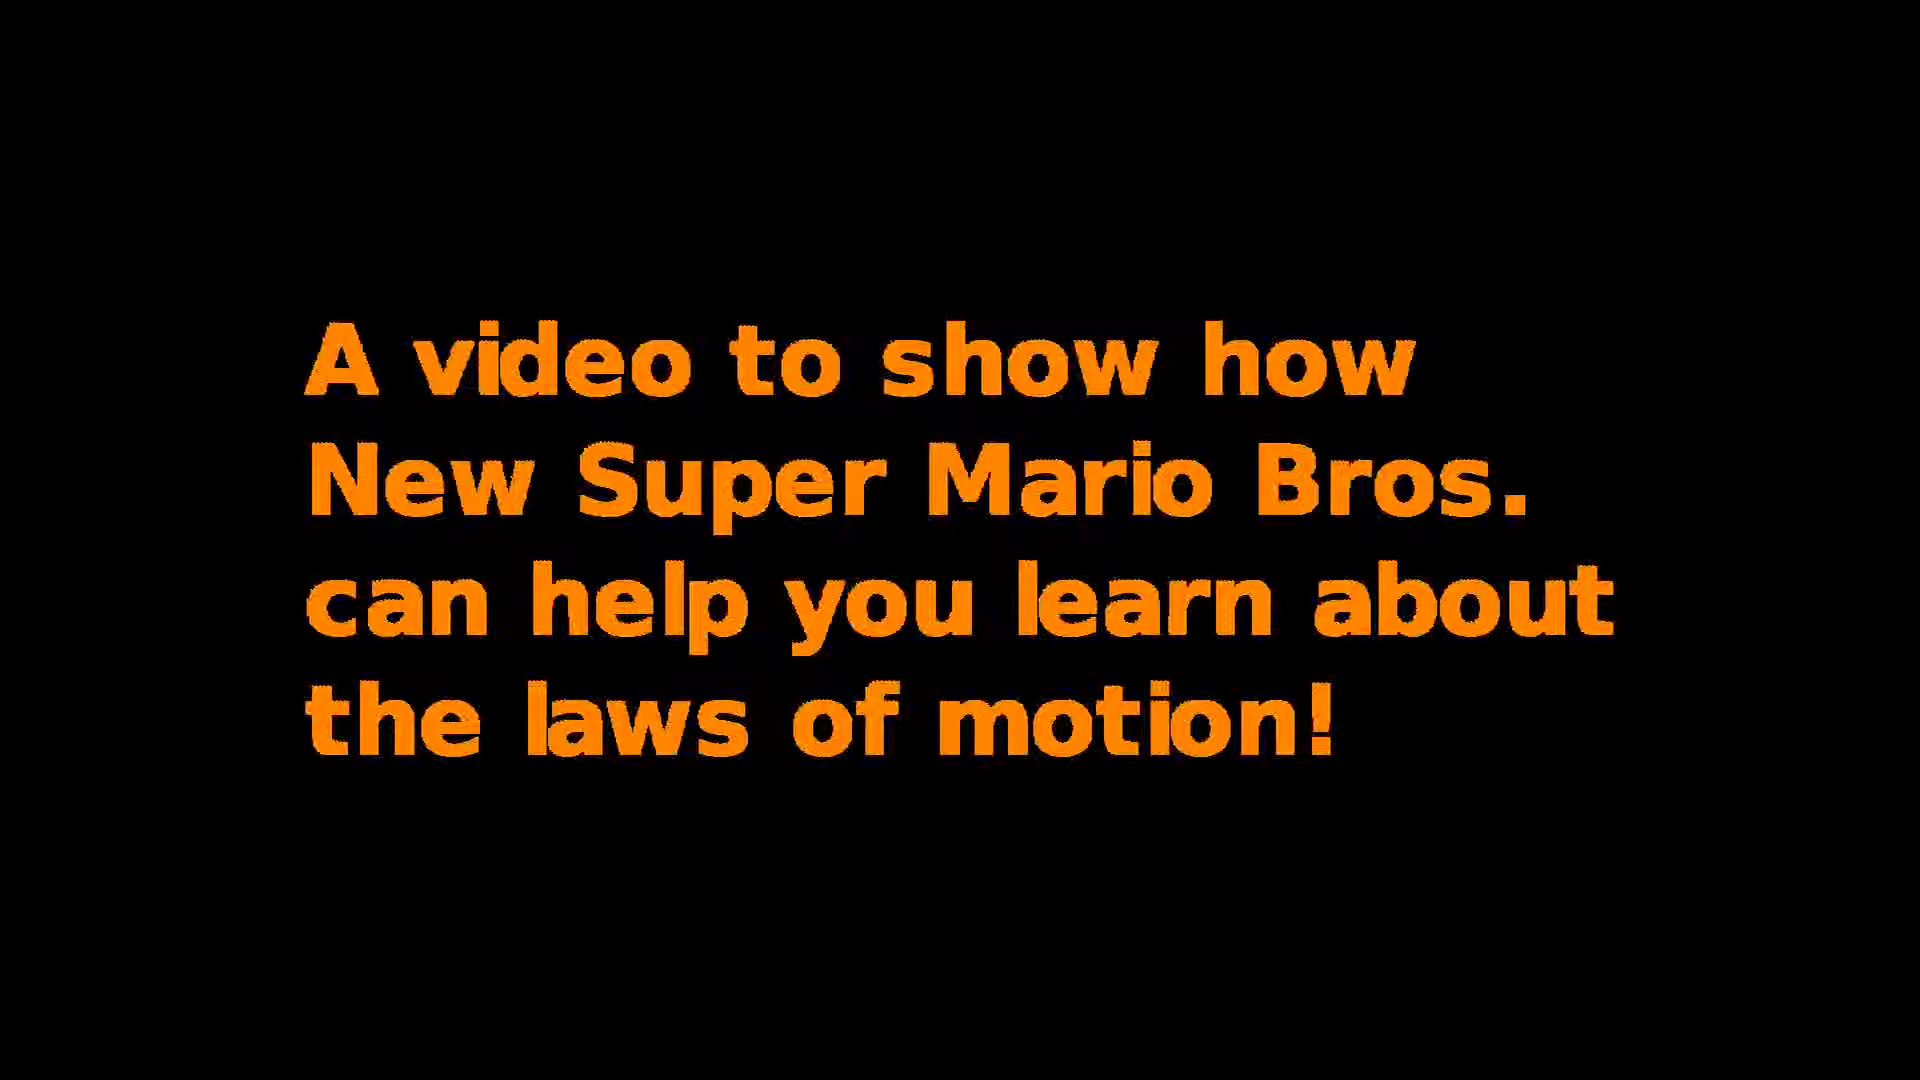 A video to show how
New Super Mario Bros.
can help you learn about
the laws of motion!